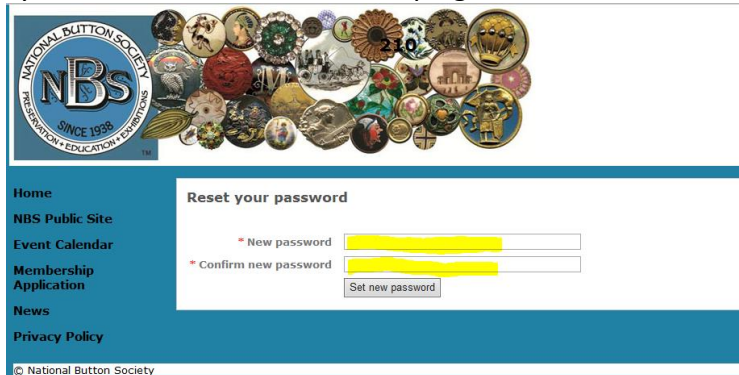 NATIONAL BUTTON SOCIETY
NBS
SINCE 1938
PRESERVATION • EDUCATION • EXHIBITIONS
TM
210
Home
NBS Public Site
Event Calendar
Membership
Application
News
Privacy Policy
Reset your password
* New password
* Confirm new password
Set new password
© National Button Society